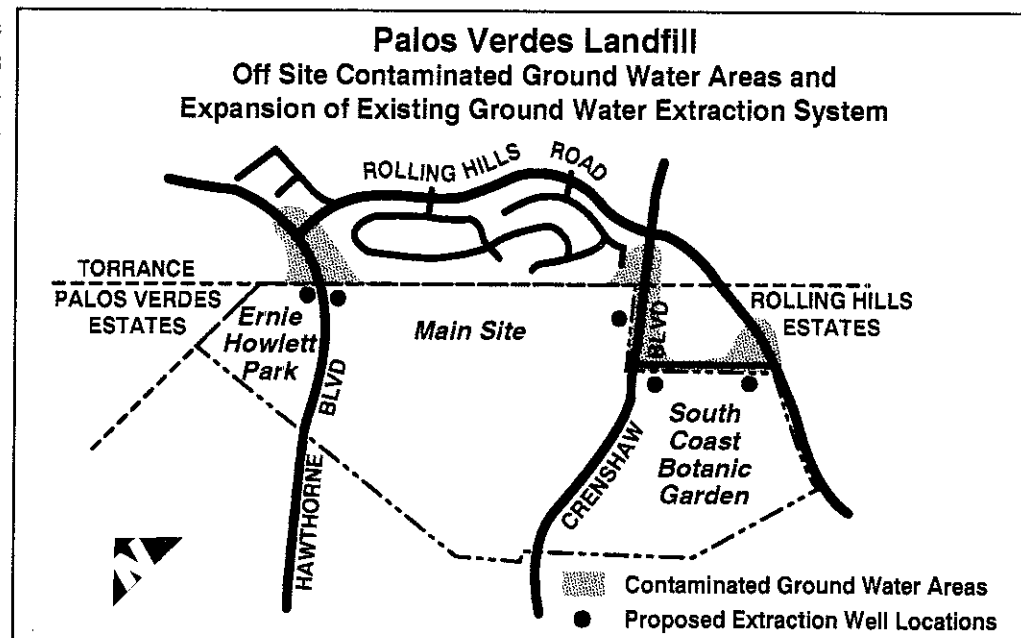 Palos Verdes Landfill
Off Site Contaminated Ground Water Areas and
Expansion of Existing Ground Water Extraction System
ROLLING HILLS ROAD
TORRANCE
PALOS VERDES
ESTATES
Ernie
Howlett
Park
Main Site
ROLLING HILLS
ESTATES
HAWTHORNE BLVD
CRENSHAW BLVD
South
Coast
Botanic
Garden
N
Contaminated Ground Water Areas
Proposed Extraction Well Locations